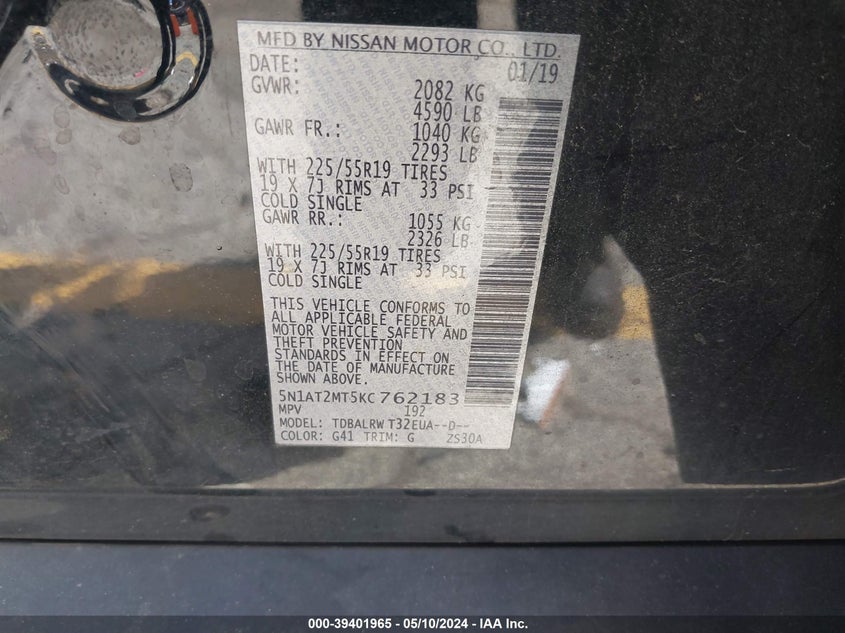 MFD BY NISSAN MOTOR CO., LTD.
DATE: 01/19
GVWR: 2082 KG
4590 LB
GAWR FR.: 1040 KG
2293 LB
WITH 225/55R19 TIRES
19 X 7J RIMS AT 33 PSI
COLD SINGLE
GAWR RR.: 1055 KG
2326 LB
WITH 225/55R19 TIRES
19 X 7J RIMS AT 33 PSI
COLD SINGLE
THIS VEHICLE CONFORMS TO
ALL APPLICABLE FEDERAL
MOTOR VEHICLE SAFETY AND
THEFT PREVENTION
STANDARDS IN EFFECT ON
THE DATE OF MANUFACTURE
SHOWN ABOVE.
5N1AT2MT5KC762183
MPV 192
MODEL: TDBALRW T32EUA--D--
COLOR: G41 TRIM: G ZS30A
000-39401965 - 05/10/2024 - IAA Inc.